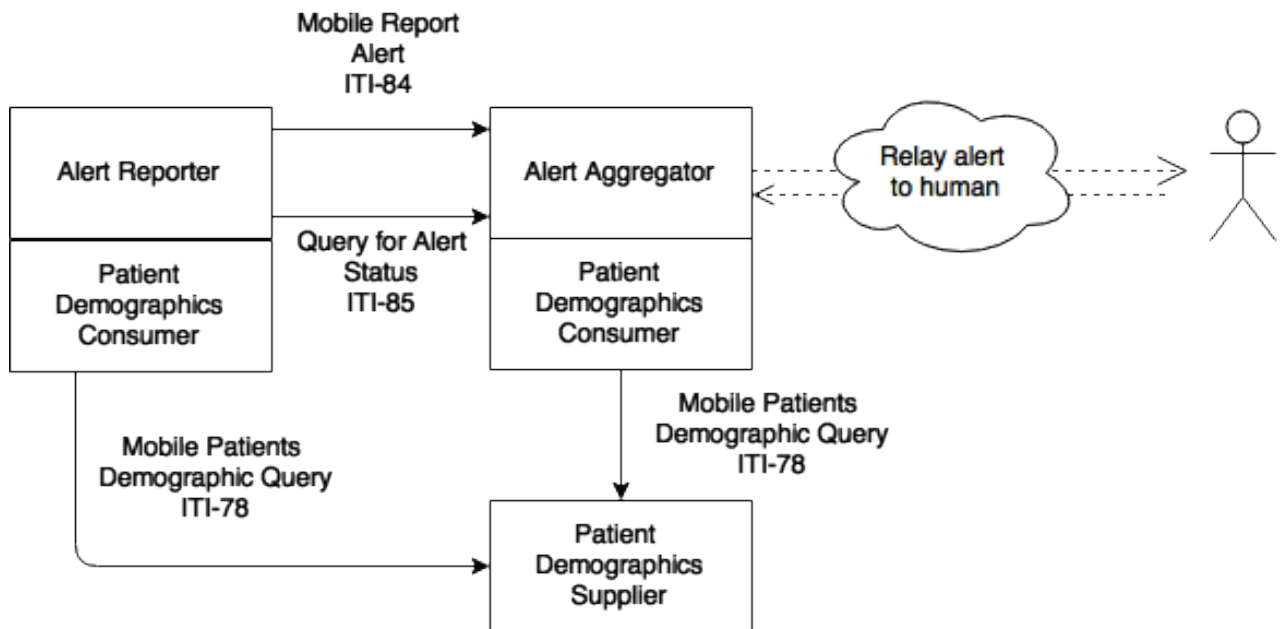 Mobile Report
Alert
ITI-84
Alert Reporter
Alert Aggregator
Relay alert
to human
Query for Alert
Status
ITI-85
Patient
Demographics
Consumer
Patient
Demographics
Consumer
Mobile Patients
Demographic Query
ITI-78
Mobile Patients
Demographic Query
ITI-78
Patient
Demographics
Supplier